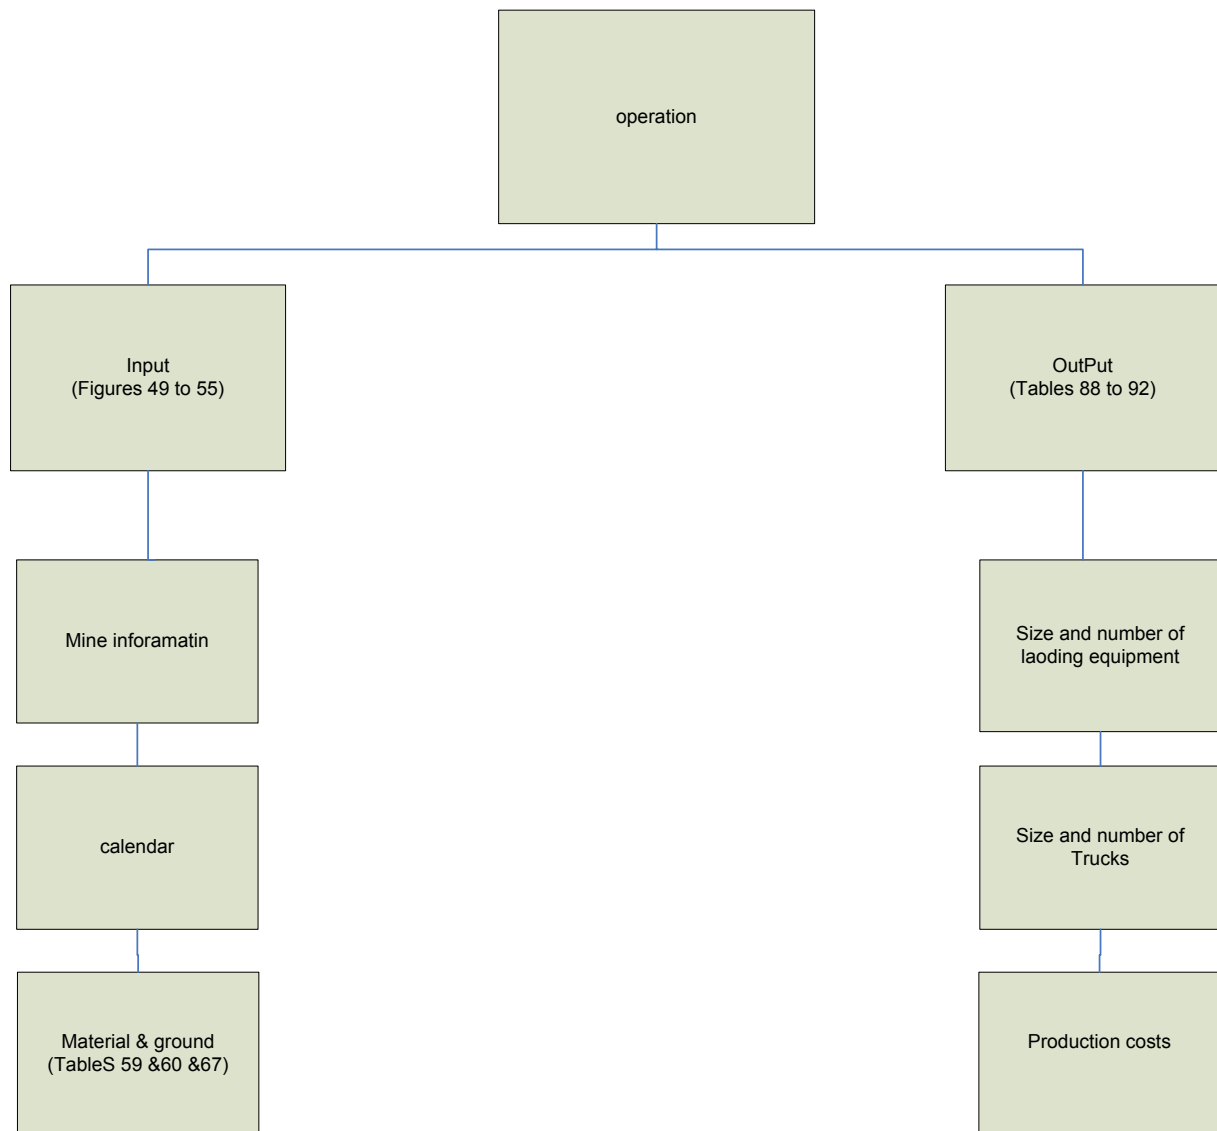 operation
Input
(Figures 49 to 55)
OutPut
(Tables 88 to 92)
Mine inforamatin
Size and number of
laoding equipment
calendar
Size and number of
Trucks
Material & ground
(TableS 59 &60 &67)
Production costs